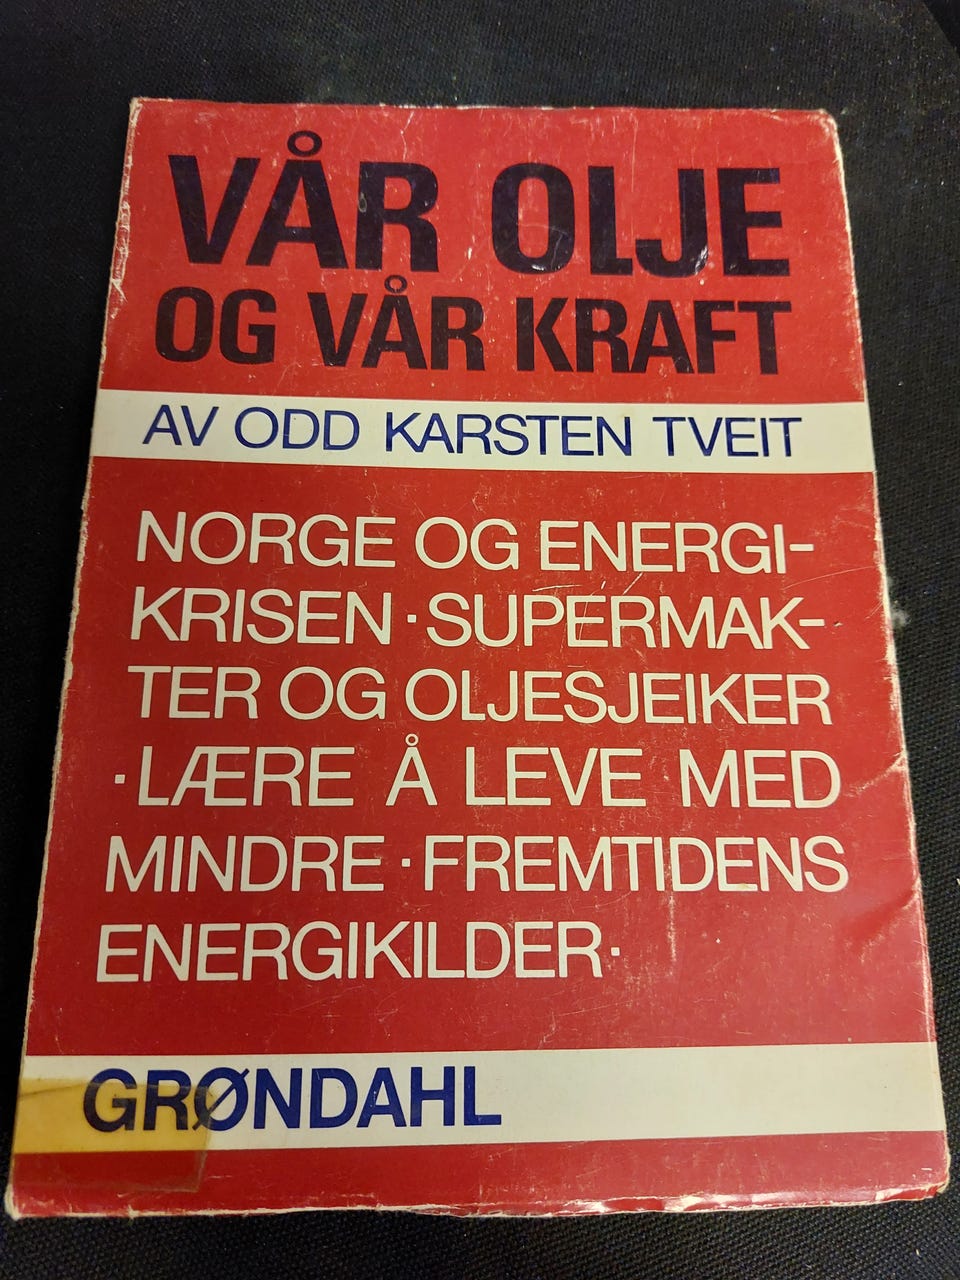 VÅR OLJE
OG VÅR KRAFT
AV ODD KARSTEN TVEIT
NORGE OG ENERGI-
KRISEN · SUPERMAK-
TER OG OLJESJEIKER
· LÆRE Å LEVE MED
MINDRE · FREMTIDENS
ENERGIKILDER ·
GRØNDAHL